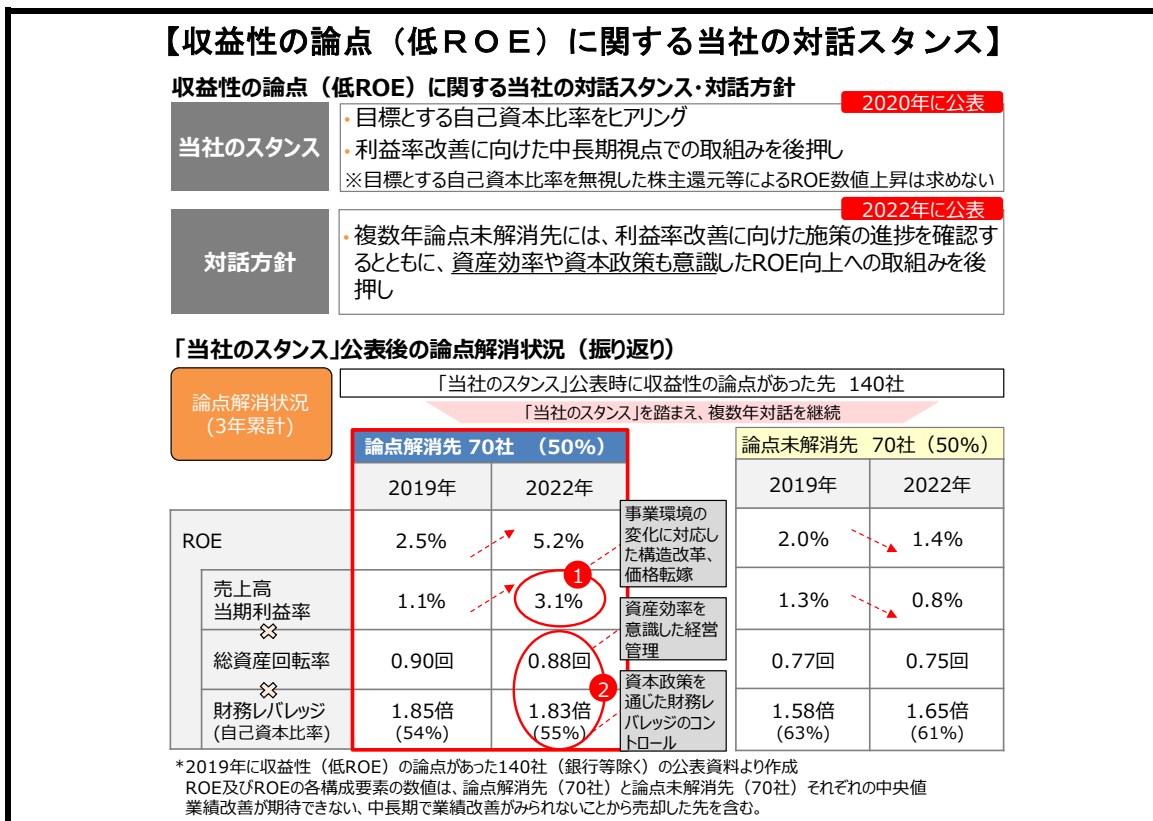 【収益性の論点（低ＲＯＥ）に関する当社の対話スタンス】
収益性の論点（低ROE）に関する当社の対話スタンス・対話方針
2020年に公表
当社のスタンス
・目標とする自己資本比率をヒアリング
・利益率改善に向けた中長期視点での取組みを後押し
※目標とする自己資本比率を無視した株主還元等によるROE数値上昇は求めない
2022年に公表
対話方針
・複数年論点未解消先には、利益率改善に向けた施策の進捗を確認す
るとともに、資産効率や資本政策も意識したROE向上への取組みを後
押し
「当社のスタンス」公表後の論点解消状況（振り返り）
論点解消状況
(3年累計)
「当社のスタンス」公表時に収益性の論点があった先 140社
「当社のスタンス」を踏まえ、複数年対話を継続
論点解消先 70社 （50%）
論点未解消先 70社（50%）
2019年 2022年
2019年 2022年
ROE
2.5% 5.2%
2.0% 1.4%
事業環境の
変化に対応し
た構造改革、
価格転嫁
1
売上高
当期利益率
1.1% 3.1%
1.3% 0.8%
資産効率を
意識した経営
管理
総資産回転率
0.90回 0.88回
0.77回 0.75回
2
資本政策を
通じた財務レ
バレッジのコン
トロール
財務レバレッジ
(自己資本比率)
1.85倍 1.83倍
(54%) (55%)
1.58倍 1.65倍
(63%) (61%)
*2019年に収益性（低ROE）の論点があった140社（銀行等除く）の公表資料より作成
ROE及びROEの各構成要素の数値は、論点解消先（70社）と論点未解消先（70社）それぞれの中央値
業績改善が期待できない、中長期で業績改善がみられないことから売却した先を含む。